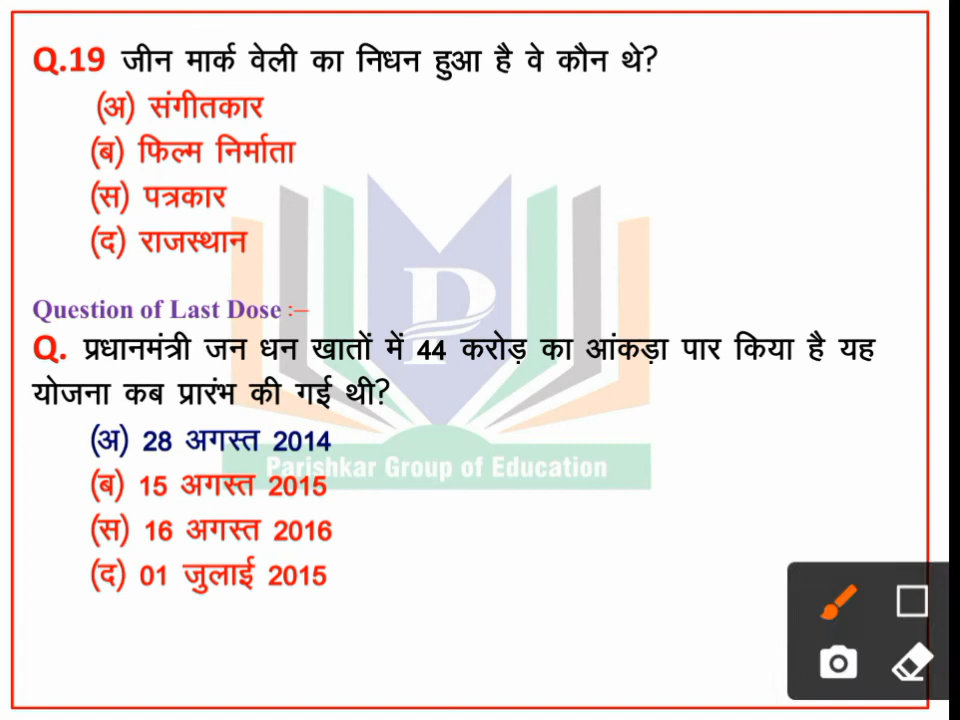 Q.19 जीन मार्क वेली का निधन हुआ है वे कौन थे?
(अ) संगीतकार
(ब) फिल्म निर्माता
(स) पत्रकार
(द) राजस्थान
Question of Last Dose :–
Q. प्रधानमंत्री जन धन खातों में 44 करोड़ का आंकड़ा पार किया है यह
योजना कब प्रारंभ की गई थी?
(अ) 28 अगस्त 2014
Parishkar Group of Education
(ब) 15 अगस्त 2015
(स) 16 अगस्त 2016
(द) 01 जुलाई 2015
P